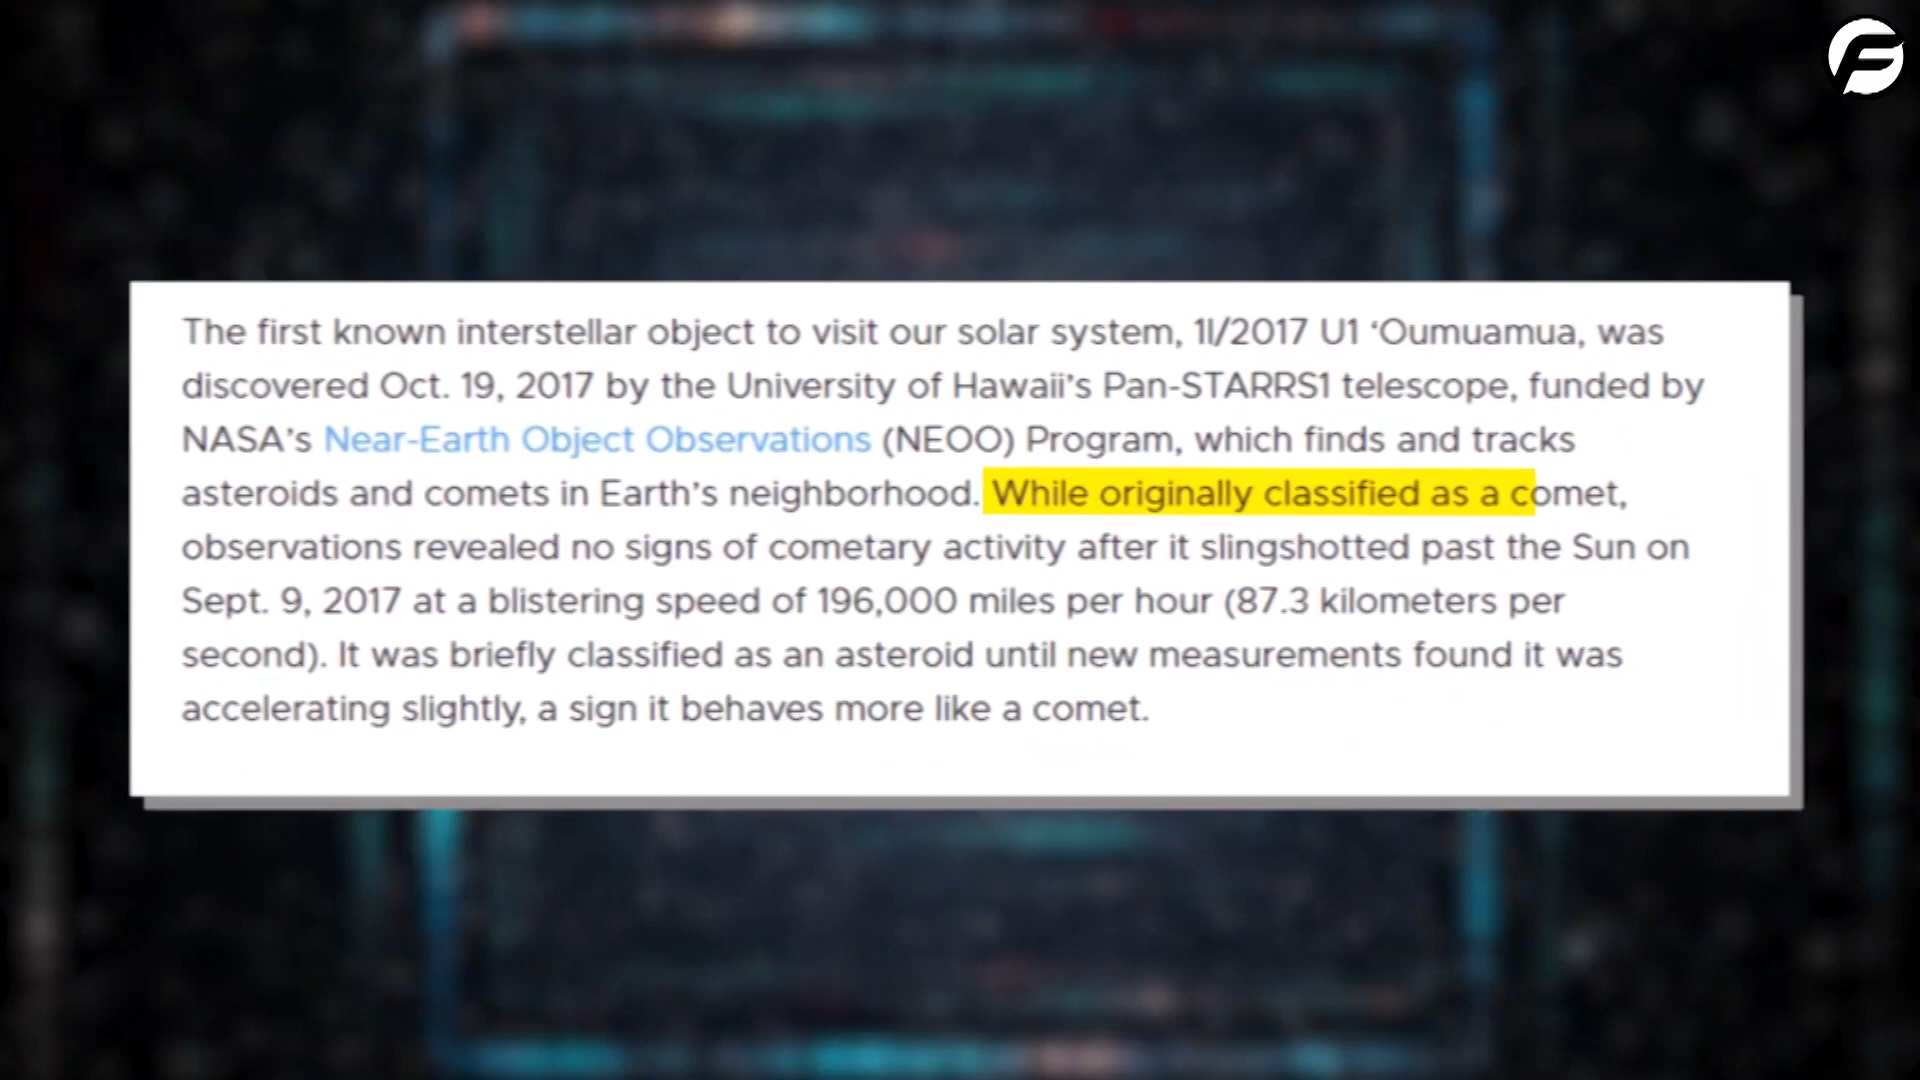 The first known interstellar object to visit our solar system, 1I/2017 U1 ‘Oumuamua, was
discovered Oct. 19, 2017 by the University of Hawaii’s Pan-STARRS1 telescope, funded by
NASA’s Near-Earth Object Observations (NEOO) Program, which finds and tracks
asteroids and comets in Earth’s neighborhood. While originally classified as a comet,
observations revealed no signs of cometary activity after it slingshotted past the Sun on
Sept. 9, 2017 at a blistering speed of 196,000 miles per hour (87.3 kilometers per
second). It was briefly classified as an asteroid until new measurements found it was
accelerating slightly, a sign it behaves more like a comet.